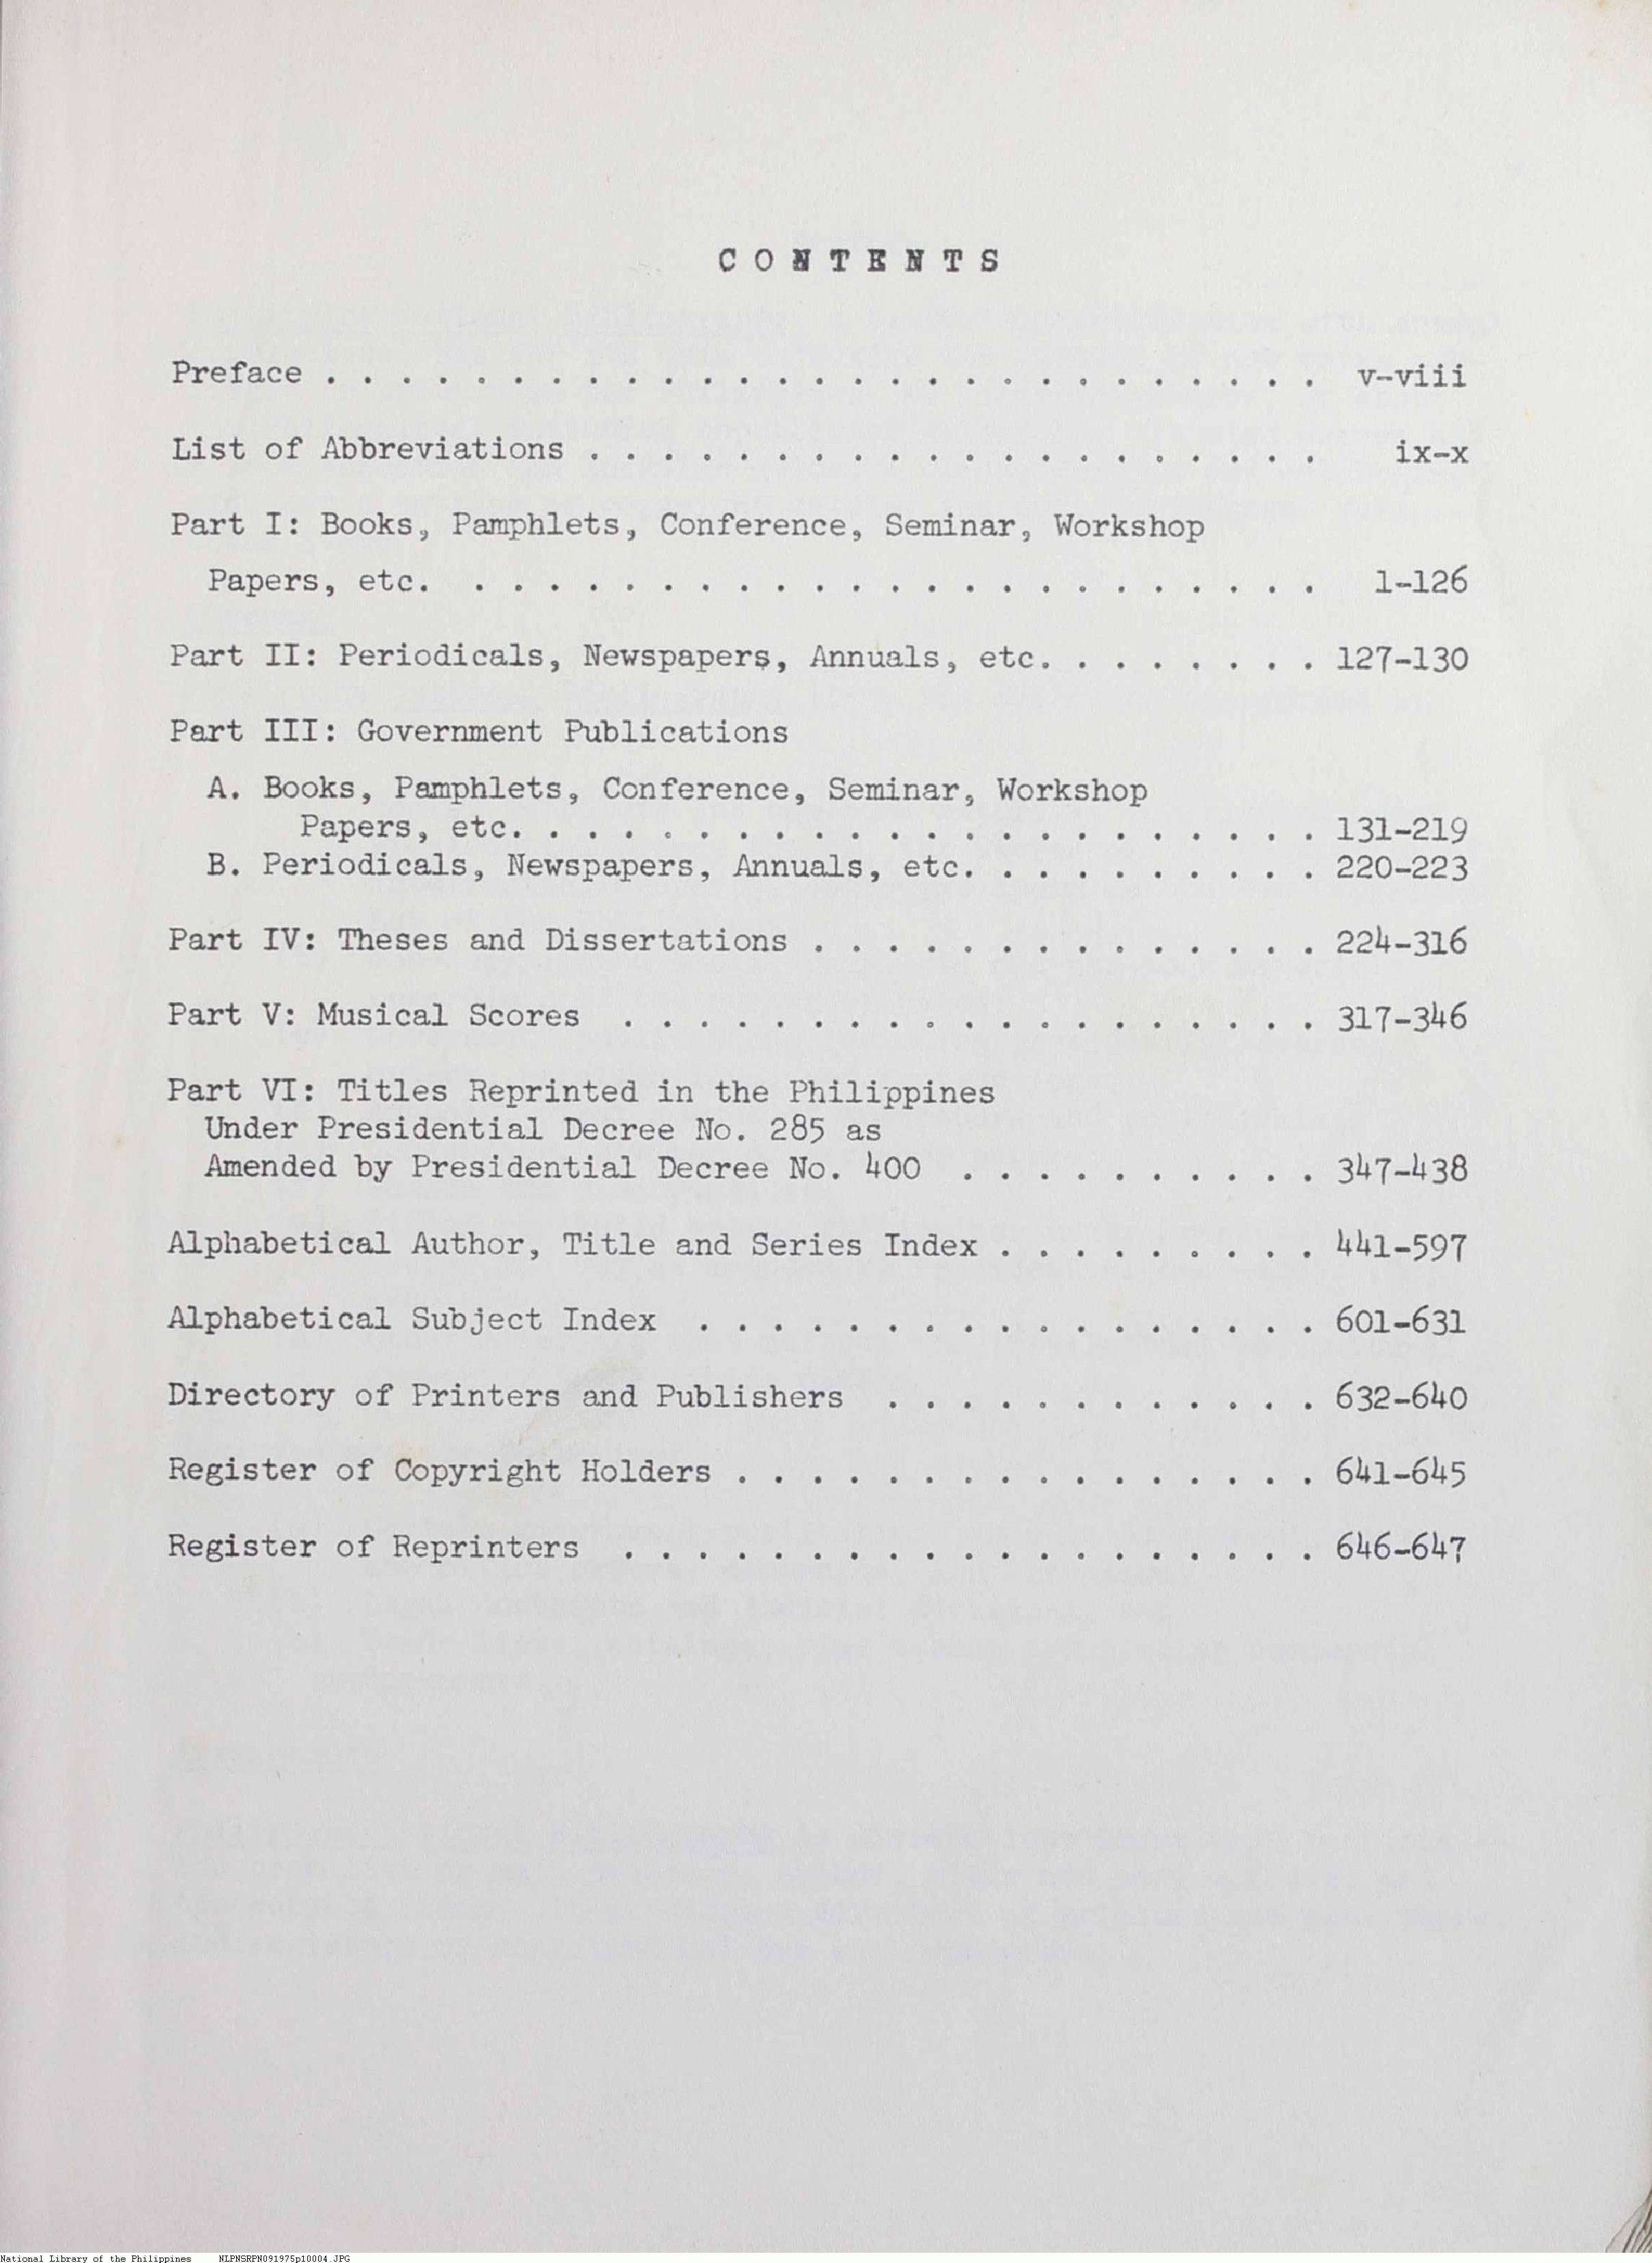 CONTENTS
Preface . . . . . . . . . . . . . . . . . . . . . . . . . . . v-viii
List of Abbreviations . . . . . . . . . . . . . . . . . . . . ix-x
Part I: Books, Pamphlets, Conference, Seminar, Workshop
Papers, etc. . . . . . . . . . . . . . . . . . . . . . . . 1-126
Part II: Periodicals, Newspapers, Annuals, etc. . . . . . . . 127-130
Part III: Government Publications
A. Books, Pamphlets, Conference, Seminar, Workshop
Papers, etc. . . . . . . . . . . . . . . . . . . . . . 131-219
B. Periodicals, Newspapers, Annuals, etc. . . . . . . . . . 220-223
Part IV: Theses and Dissertations . . . . . . . . . . . . . . 224-316
Part V: Musical Scores . . . . . . . . . . . . . . . . . . . 317-346
Part VI: Titles Reprinted in the Philippines
Under Presidential Decree No. 285 as
Amended by Presidential Decree No. 400 . . . . . . . . . . 347-438
Alphabetical Author, Title and Series Index . . . . . . . . . 441-597
Alphabetical Subject Index . . . . . . . . . . . . . . . . . 601-631
Directory of Printers and Publishers . . . . . . . . . . . . 632-640
Register of Copyright Holders . . . . . . . . . . . . . . . . 641-645
Register of Reprinters . . . . . . . . . . . . . . . . . . . 646-647
National Library of the Philippines NLPNSRPN091975p10004.JPG